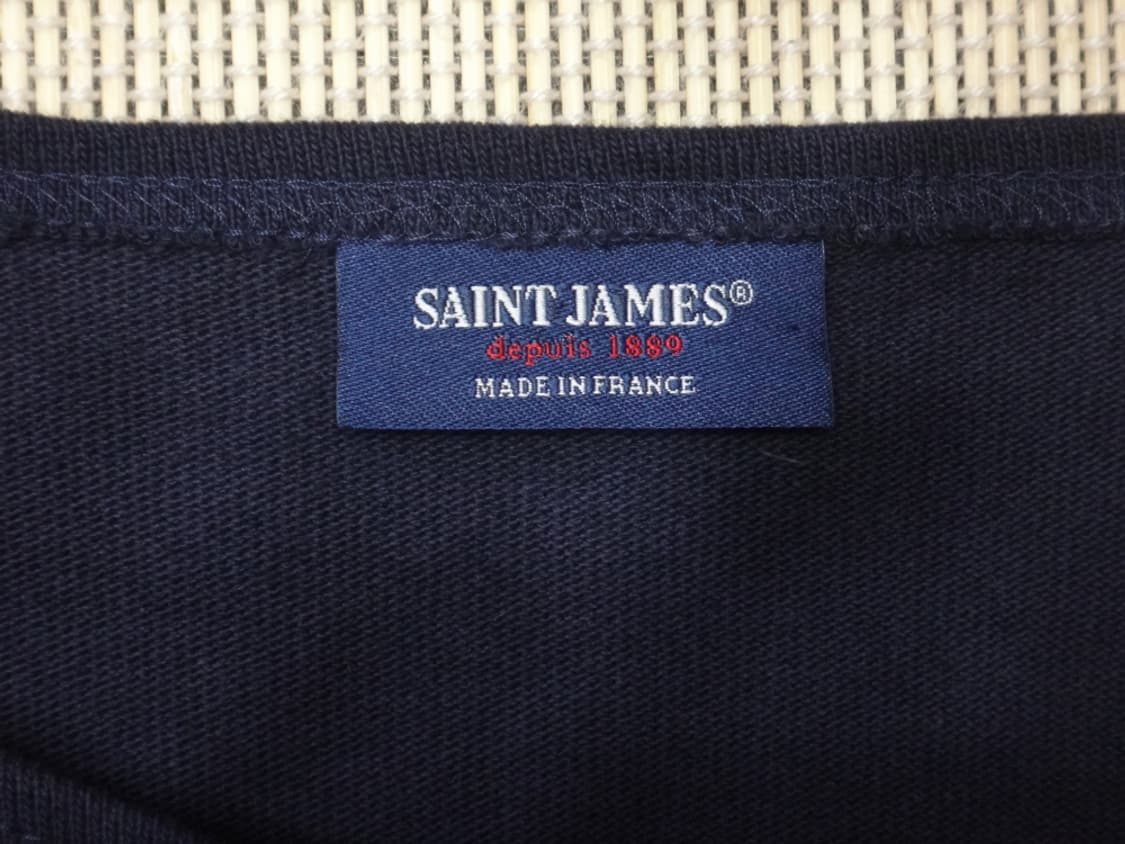 SAINT JAMES®
depuis 1889
MADE IN FRANCE